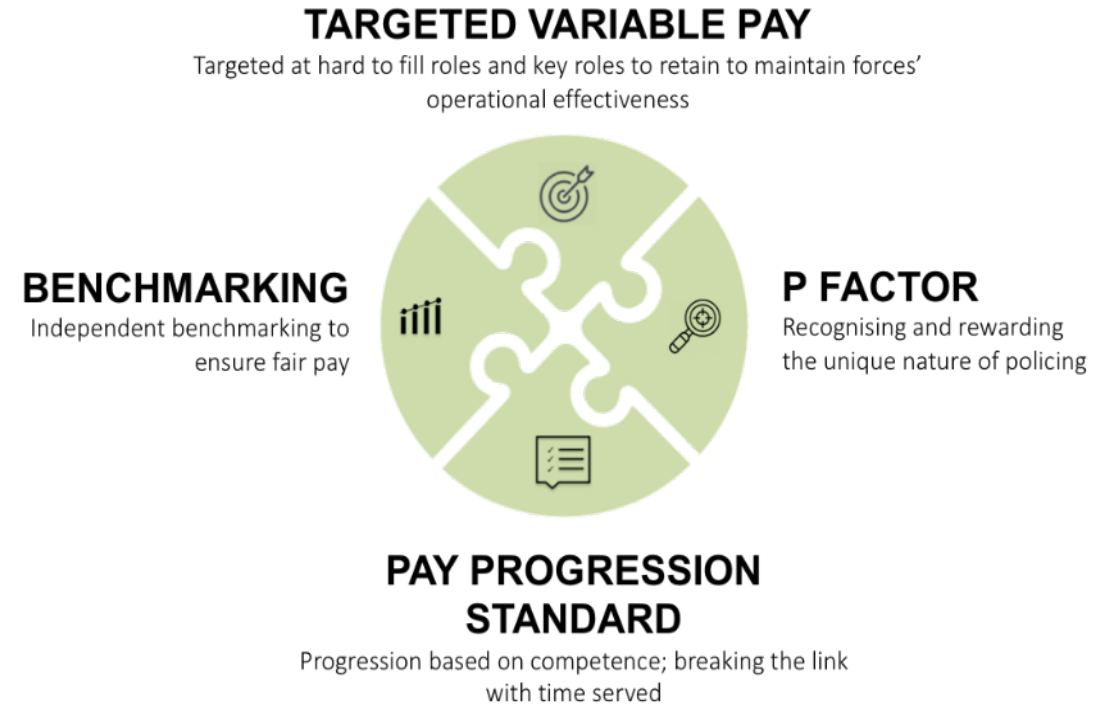 TARGETED VARIABLE PAY
Targeted at hard to fill roles and key roles to retain to maintain forces’
operational effectiveness
BENCHMARKING
Independent benchmarking to
ensure fair pay
P FACTOR
Recognising and rewarding
the unique nature of policing
PAY PROGRESSION
STANDARD
Progression based on competence; breaking the link
with time served